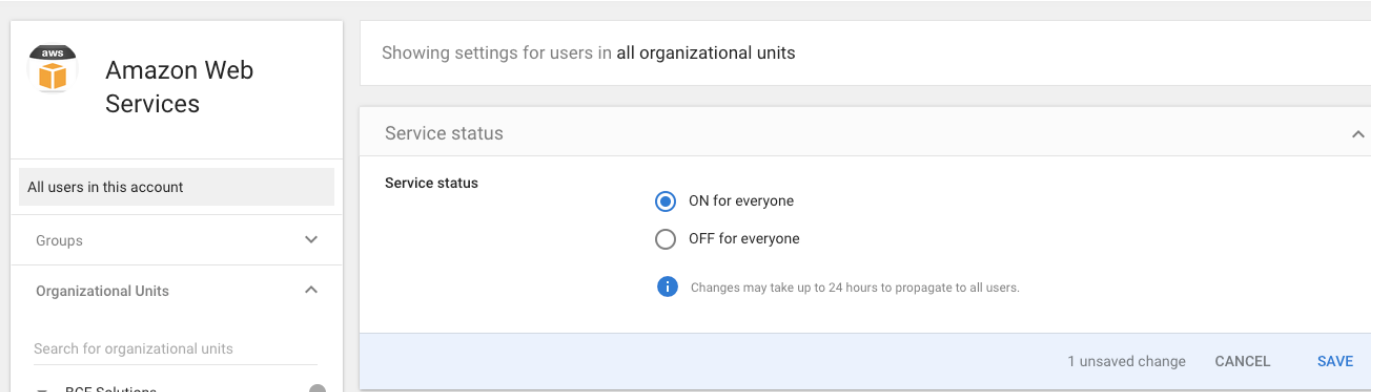 aws
Amazon Web
Services
All users in this account
Groups
Organizational Units
Search for organizational units
Showing settings for users in all organizational units
Service status
Service status
ON for everyone
OFF for everyone
Changes may take up to 24 hours to propagate to all users.
1 unsaved change CANCEL SAVE